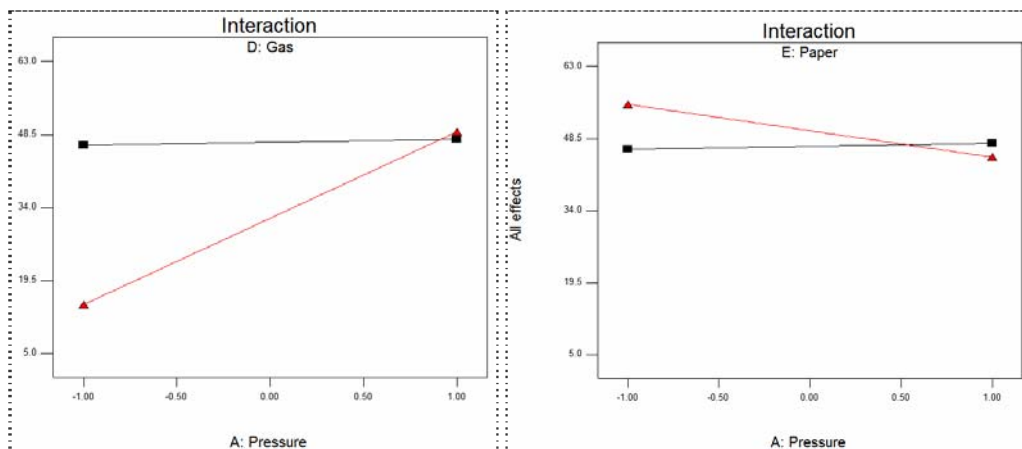 Interaction
D: Gas
63.0
48.5
34.0
19.5
5.0
-1.00
-0.50
0.00
0.50
1.00
A: Pressure
Interaction
E: Paper
All effects
63.0
48.5
34.0
19.5
5.0
-1.00
-0.50
0.00
0.50
1.00
A: Pressure